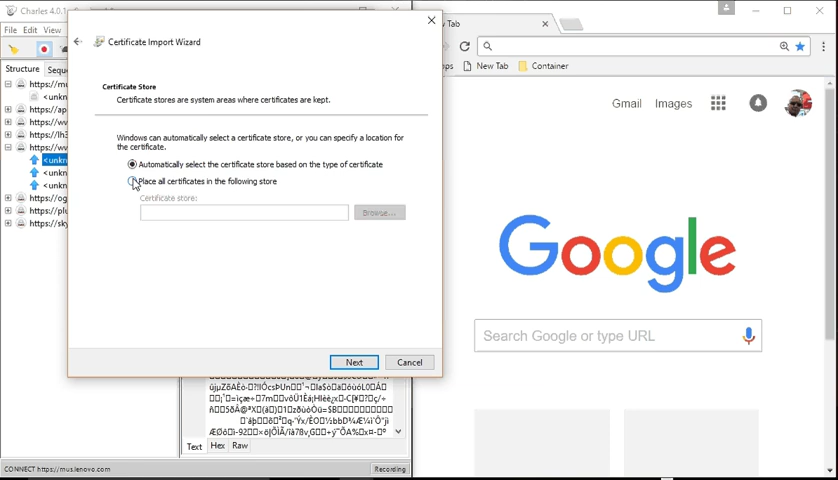 Charles 4.0.1
File Edit View
Structure
https://mu
<unkn
https://ap
https://wv
https://lh3
https://wv
<unkn
<unkn
<unkn
https://og
https://plu
https://sky
Certificate Import Wizard
Certificate Store
Certificate stores are system areas where certificates are kept.
Windows can automatically select a certificate store, or you can specify a location for
the certificate.
Automatically select the certificate store based on the type of certificate
Place all certificates in the following store
Certificate store:
Browse...
Next Cancel
Text Hex Raw
CONNECT https://mus.lenovo.com
Recording
Tab
New Tab Container
Gmail Images
Google
Search Google or type URL